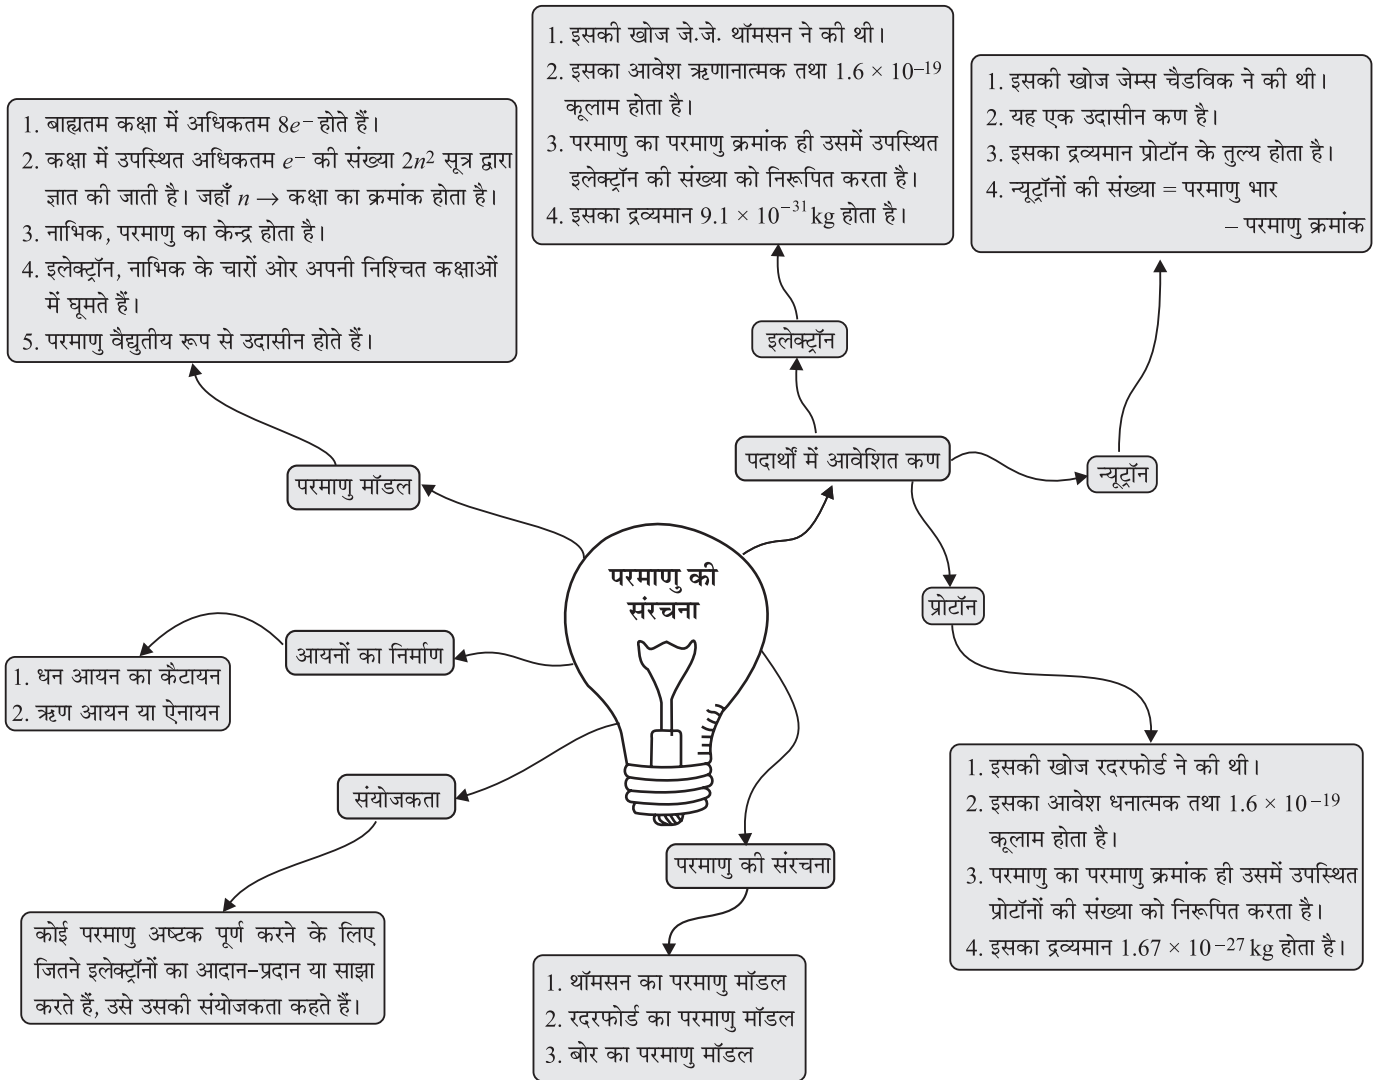 1. इसकी खोज जे.जे. थॉमसन ने की थी।
2. इसका आवेश ऋणानात्मक तथा 1.6 × 10⁻¹⁹
कूलाम होता है।
3. परमाणु का परमाणु क्रमांक ही उसमें उपस्थित
इलेक्ट्रॉन की संख्या को निरूपित करता है।
4. इसका द्रव्यमान 9.1 × 10⁻³¹ kg होता है।
1. इसकी खोज जेम्स चैडविक ने की थी।
2. यह एक उदासीन कण है।
3. इसका द्रव्यमान प्रोटॉन के तुल्य होता है।
4. न्यूट्रॉनों की संख्या = परमाणु भार
– परमाणु क्रमांक
1. बाह्यतम कक्षा में अधिकतम 8e⁻ होते हैं।
2. कक्षा में उपस्थित अधिकतम e⁻ की संख्या 2n² सूत्र द्वारा
ज्ञात की जाती है। जहाँ n → कक्षा का क्रमांक होता है।
3. नाभिक, परमाणु का केन्द्र होता है।
4. इलेक्ट्रॉन, नाभिक के चारों ओर अपनी निश्चित कक्षाओं
में घूमते हैं।
5. परमाणु वैद्युतीय रूप से उदासीन होते हैं।
इलेक्ट्रॉन
पदार्थों में आवेशित कण
न्यूट्रॉन
परमाणु मॉडल
परमाणु की
संरचना
प्रोटॉन
आयनों का निर्माण
1. धन आयन का कैटायन
2. ऋण आयन या ऐनायन
संयोजकता
परमाणु की संरचना
1. इसकी खोज रदरफोर्ड ने की थी।
2. इसका आवेश धनात्मक तथा 1.6 × 10⁻¹⁹
कूलाम होता है।
3. परमाणु का परमाणु क्रमांक ही उसमें उपस्थित
प्रोटॉनों की संख्या को निरूपित करता है।
4. इसका द्रव्यमान 1.67 × 10⁻²⁷ kg होता है।
कोई परमाणु अष्टक पूर्ण करने के लिए
जितने इलेक्ट्रॉनों का आदान-प्रदान या साझा
करते हैं, उसे उसकी संयोजकता कहते हैं।
1. थॉमसन का परमाणु मॉडल
2. रदरफोर्ड का परमाणु मॉडल
3. बोर का परमाणु मॉडल